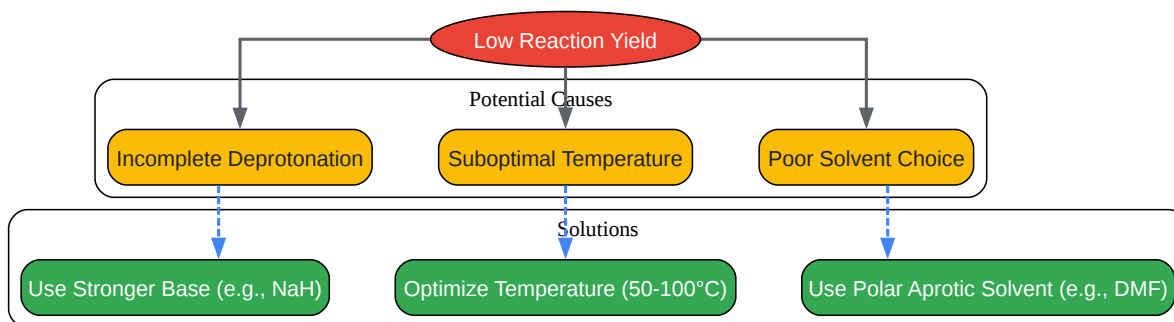 Low Reaction Yield
Potential Causes
Incomplete Deprotonation
Suboptimal Temperature
Poor Solvent Choice
Solutions
Use Stronger Base (e.g., NaH)
Optimize Temperature (50-100°C)
Use Polar Aprotic Solvent (e.g., DMF)